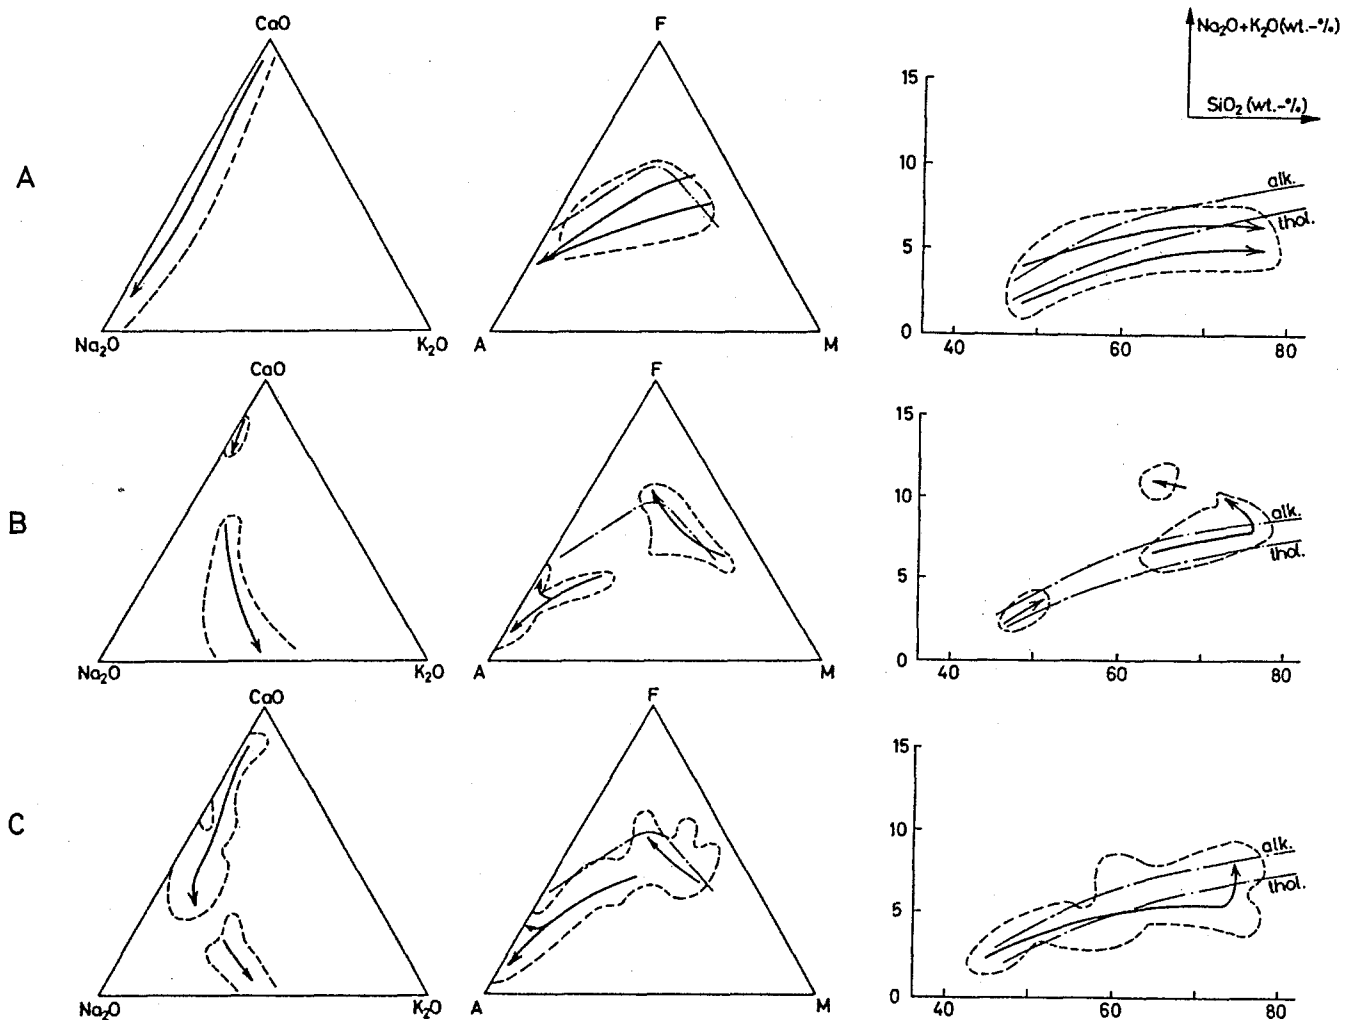 CaO
F
Na₂O+K₂O(wt.-%)
SiO₂(wt.-%)
15
10
5
0
40
60
80
alk.
thol.
A
Na₂O
K₂O
A
M
CaO
F
15
10
5
0
40
60
80
alk.
thol.
B
Na₂O
K₂O
A
M
CaO
F
15
10
5
0
40
60
80
alk.
thol.
C
Na₂O
K₂O
A
M